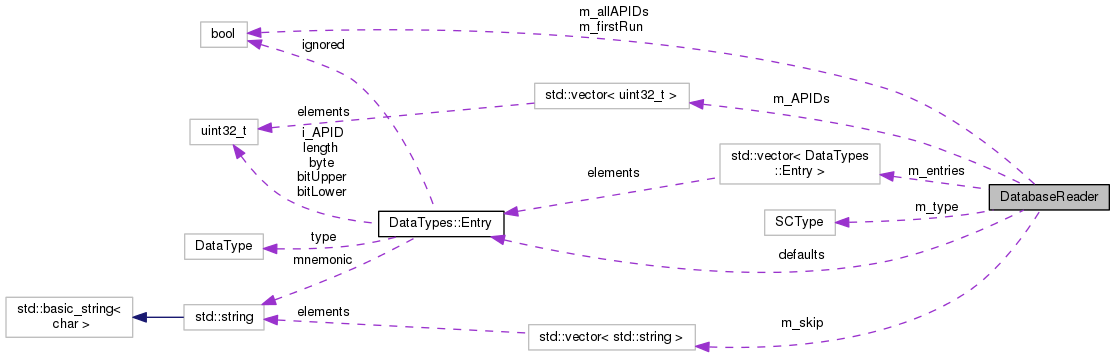 m_allAPIDs
m_firstRun
bool
ignored
std::vector< uint32_t >
m_APIDs
elements
uint32_t
i_APID
length
byte
bitUpper
bitLower
std::vector< DataTypes
::Entry >
elements
m_entries
DatabaseReader
m_type
SCType
DataTypes::Entry
type
DataType
mnemonic
defaults
std::basic_string<
char >
std::string
elements
std::vector< std::string >
m_skip